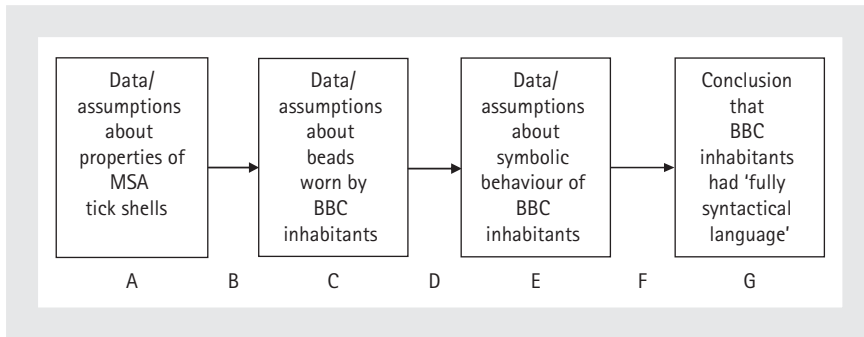 Data/
assumptions
about
properties of
MSA
tick shells
Data/
assumptions
about
beads
worn by
BBC
inhabitants
Data/
assumptions
about
symbolic
behaviour of
BBC
inhabitants
Conclusion
that
BBC
inhabitants
had ‘fully
syntactical
language’
A B C D E F G